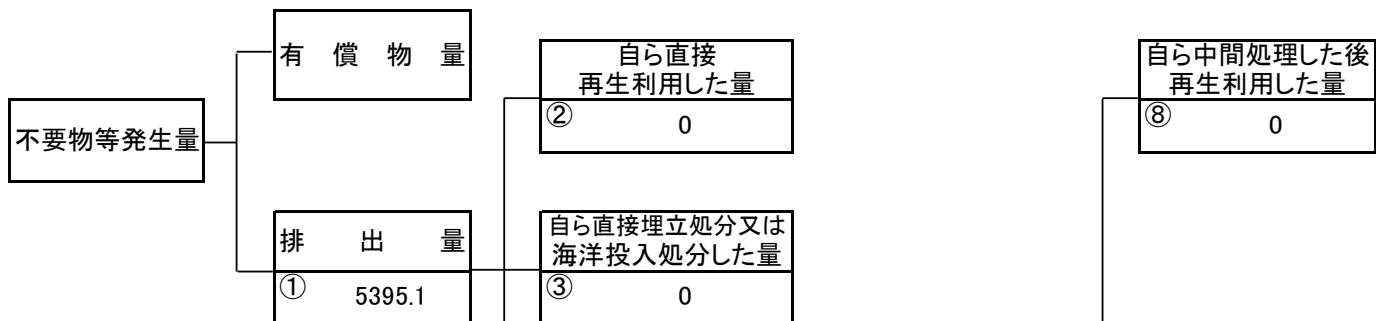 有償物量
自ら直接
再生利用した量
② 0
自ら中間処理した後
再生利用した量
⑧ 0
不要物等発生量
排出量
① 5395.1
自ら直接埋立処分又は
海洋投入処分した量
③ 0